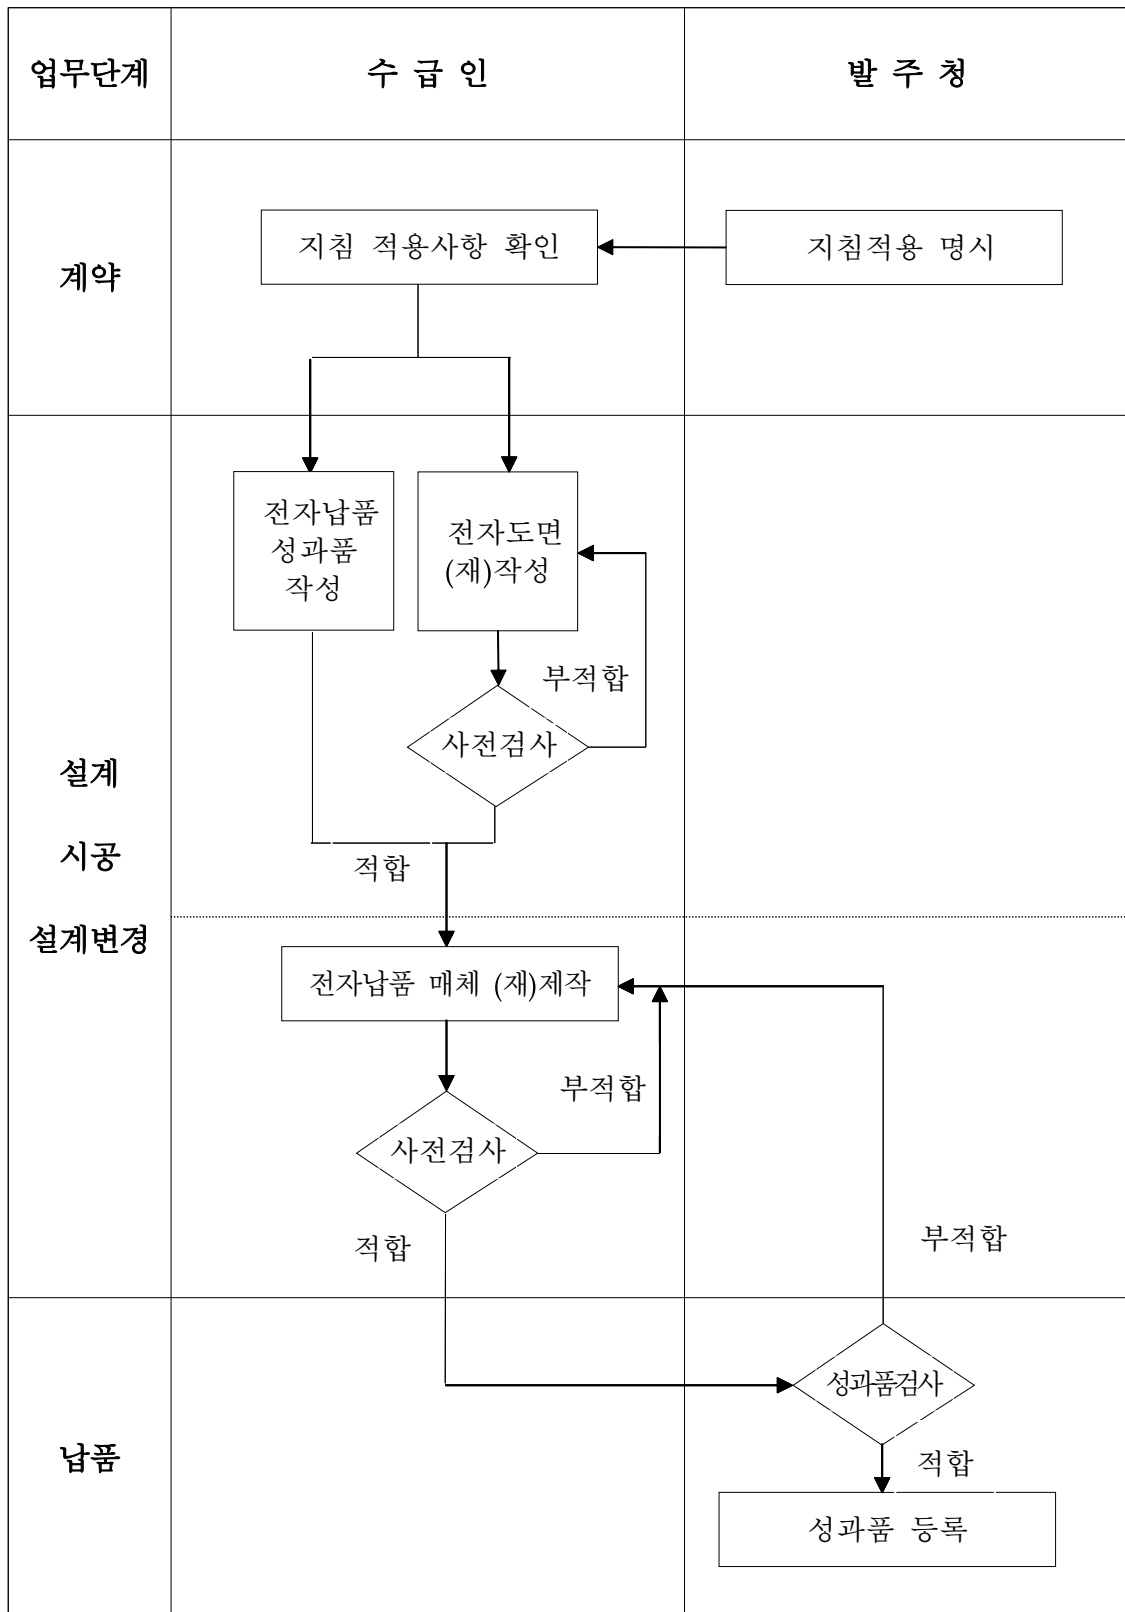 업무단계
수 급 인
발 주 청
계약
지침 적용사항 확인
지침적용 명시
전자납품
성과품
작성
전자도면
(재)작성
부적합
사전검사
적합
설계
시공
설계변경
전자납품 매체 (재)제작
부적합
사전검사
적합
부적합
납품
성과품검사
적합
성과품 등록